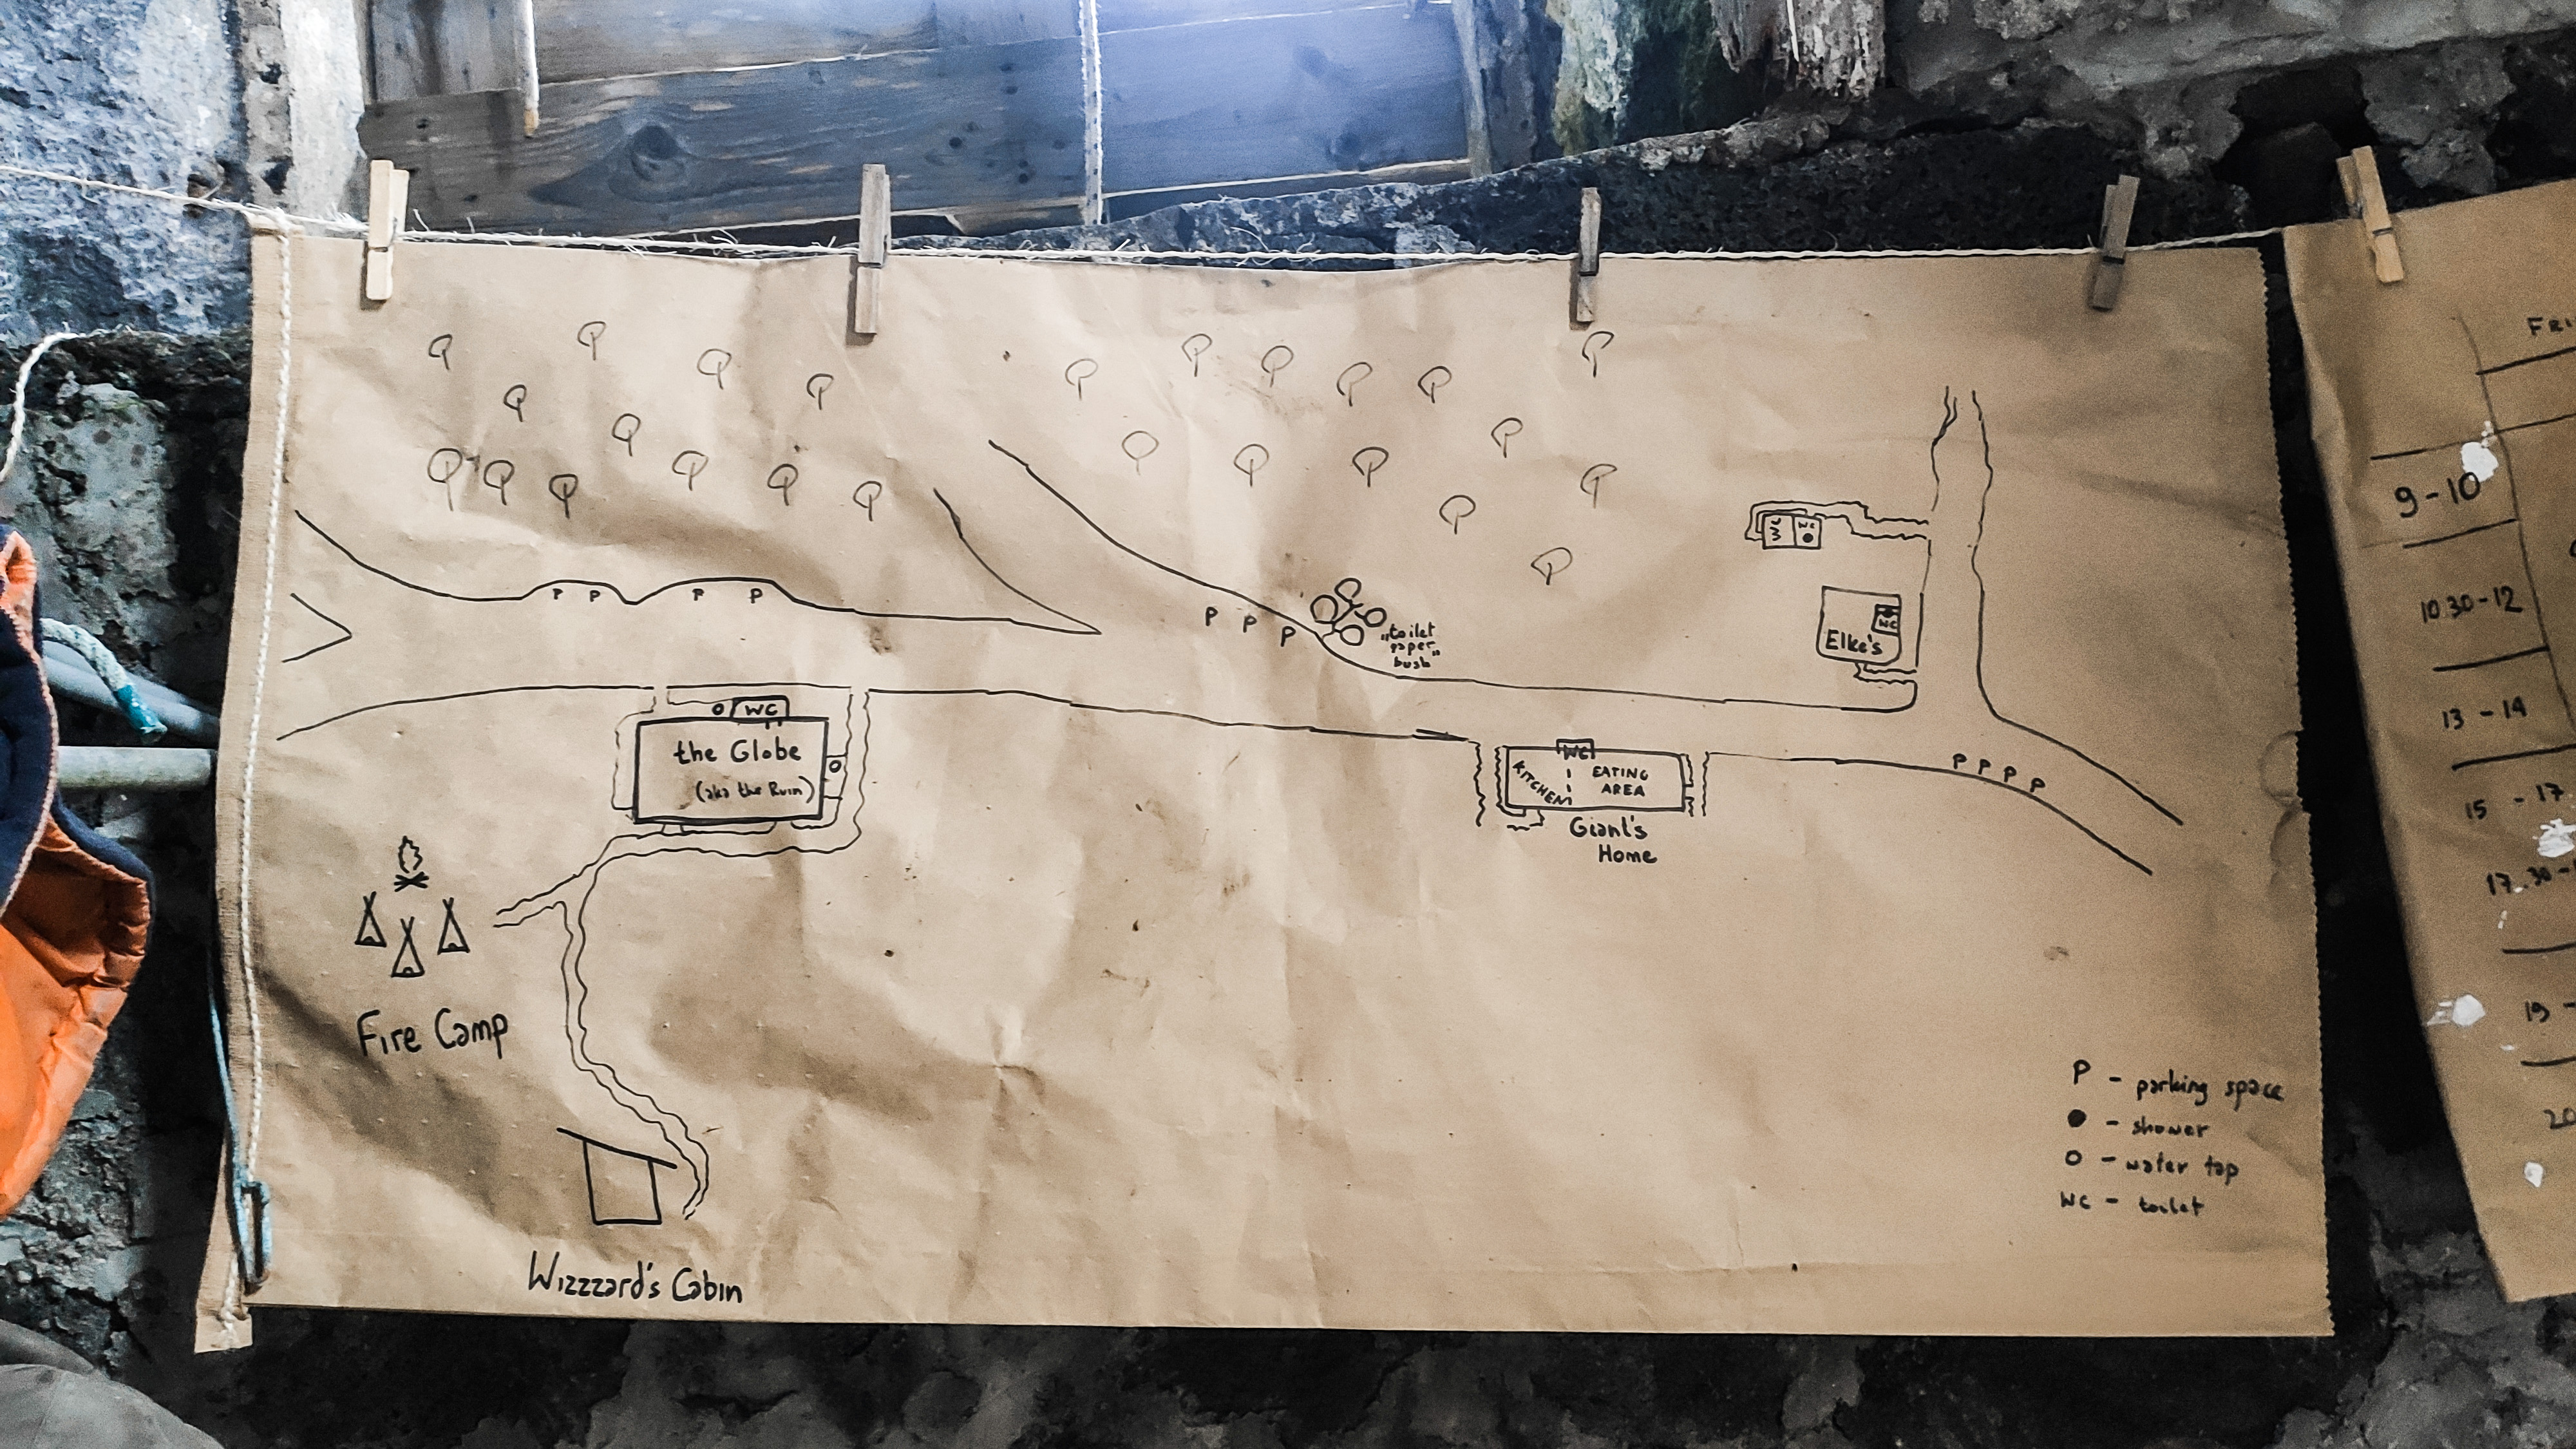 P P P P
P P P
„toilet
paper„
bush"
WC
WC
Elke's
WC
the Globe
(aka the Ruin)
WC
KITCHEN
EATING
AREA
Giant's
Home
P P P P
Fire Camp
Wizzzard's Cabin
P - parking space
- shower
- water tap
WC - toilet
9-10
10.30-12
13 - 14
15 - 17
17.30-
19 -
20